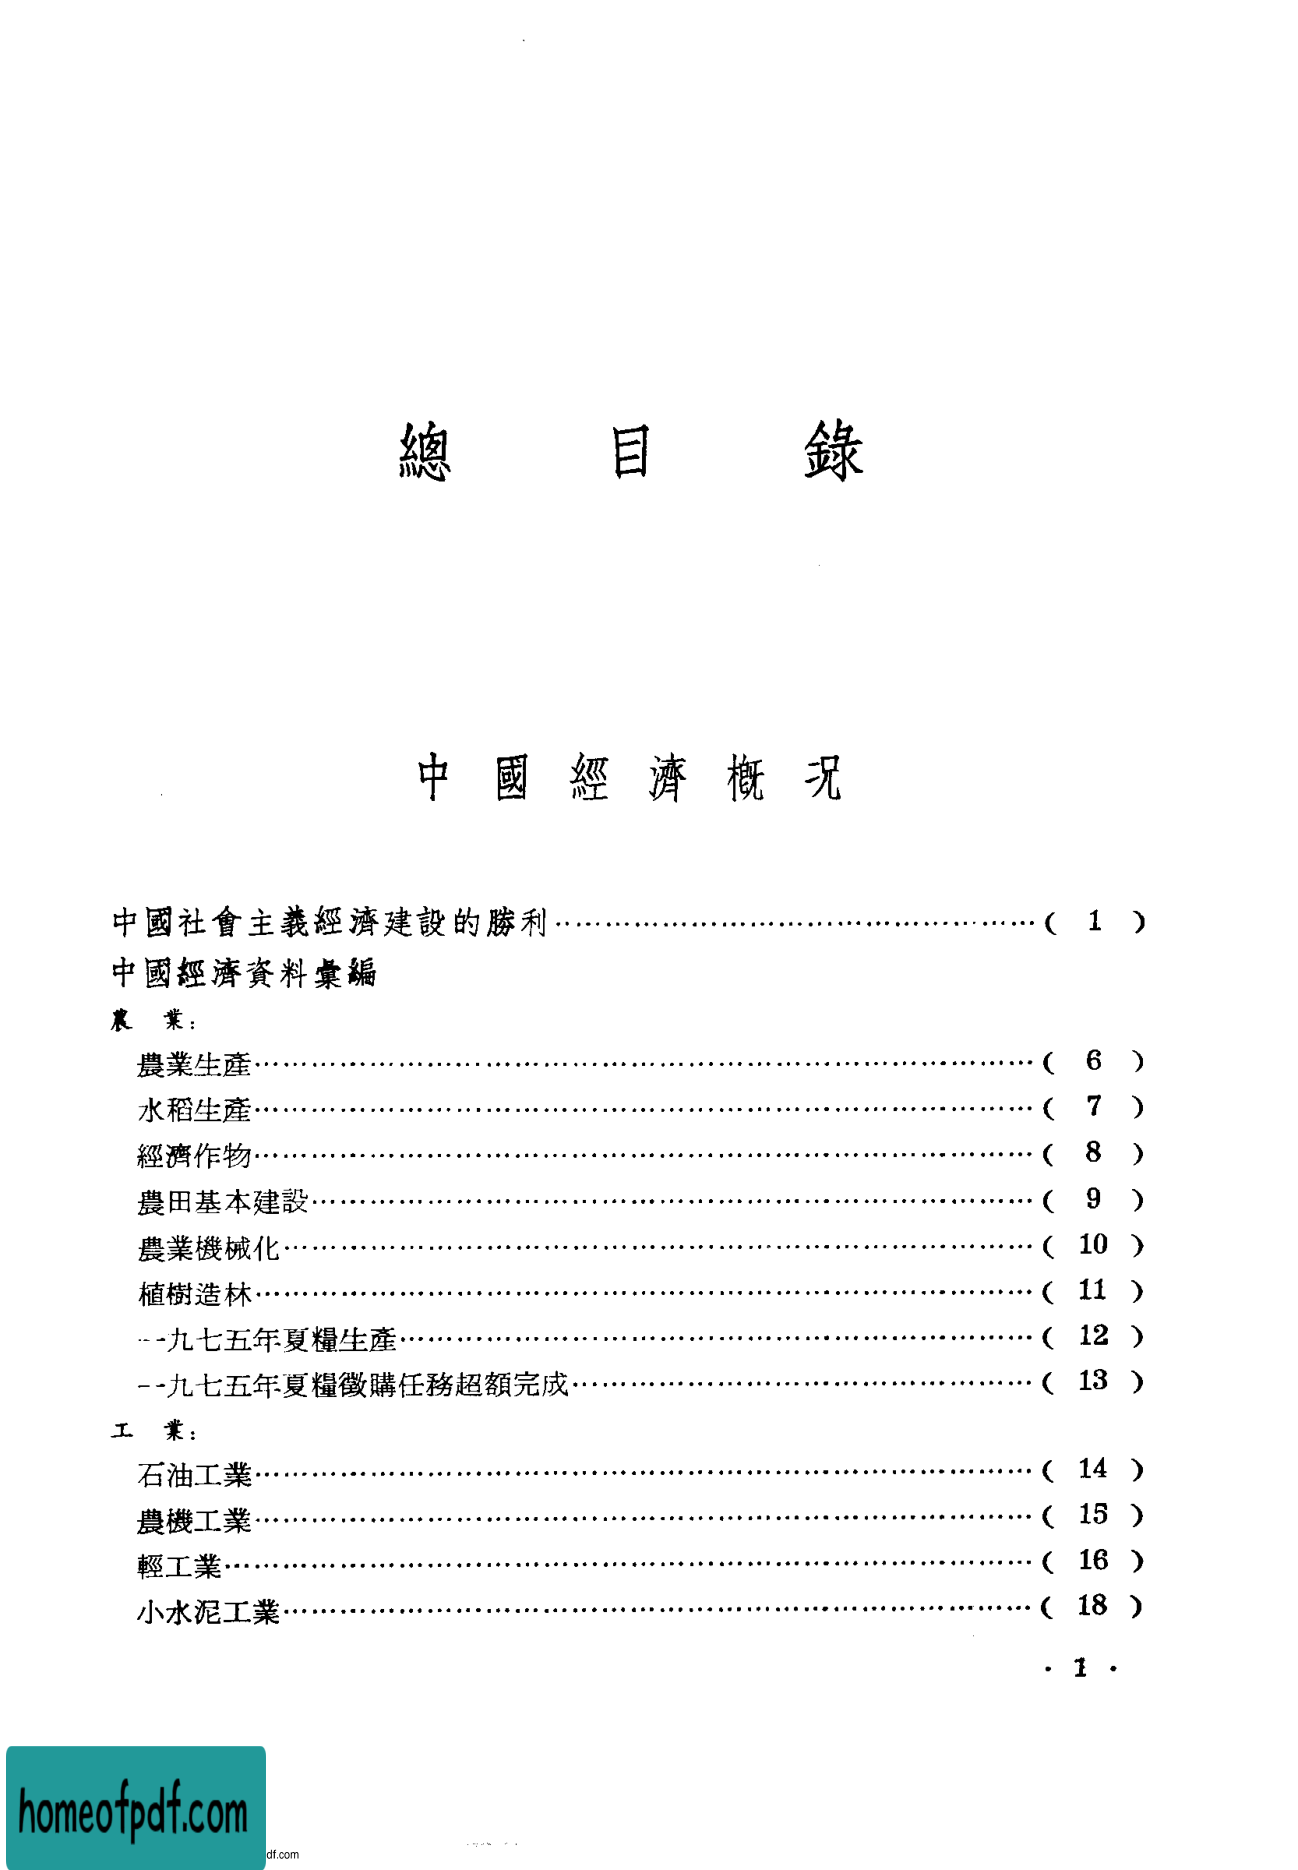 總目錄
中國經濟概況
中國社會主義經濟建設的勝利……………………………………( 1 )
中國經濟資料彙編
農 業:
農業生產……………………………………( 6 )
水稻生產……………………………………( 7 )
經濟作物……………………………………( 8 )
農田基本建設……………………………………( 9 )
農業機械化……………………………………( 10 )
植樹造林……………………………………( 11 )
一九七五年夏糧生產……………………………………( 12 )
一九七五年夏糧徵購任務超額完成……………………………………( 13 )
工 業:
石油工業……………………………………( 14 )
農機工業……………………………………( 15 )
輕工業……………………………………( 16 )
小水泥工業……………………………………( 18 )
· 1 ·
homeofpdf.com
df.com